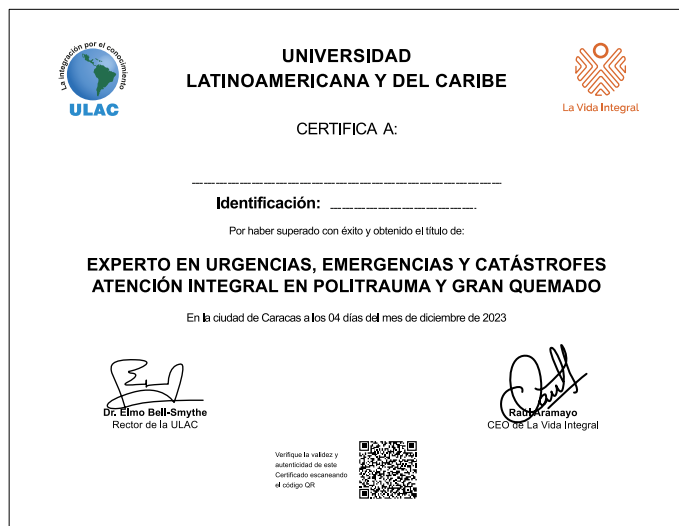 La integración por el conocimiento
ULAC
UNIVERSIDAD
LATINOAMERICANA Y DEL CARIBE
La Vida Integral
CERTIFICA A:
Identificación:
Por haber superado con éxito y obtenido el título de:
EXPERTO EN URGENCIAS, EMERGENCIAS Y CATÁSTROFES
ATENCIÓN INTEGRAL EN POLITRAUMA Y GRAN QUEMADO
En la ciudad de Caracas a los 04 días del mes de diciembre de 2023
Dr. Elmo Bell-Smythe
Rector de la ULAC
Raúl Aramayo
CEO de La Vida Integral
Verifique la validez y
autenticidad de este
Certificado escaneando
el código QR